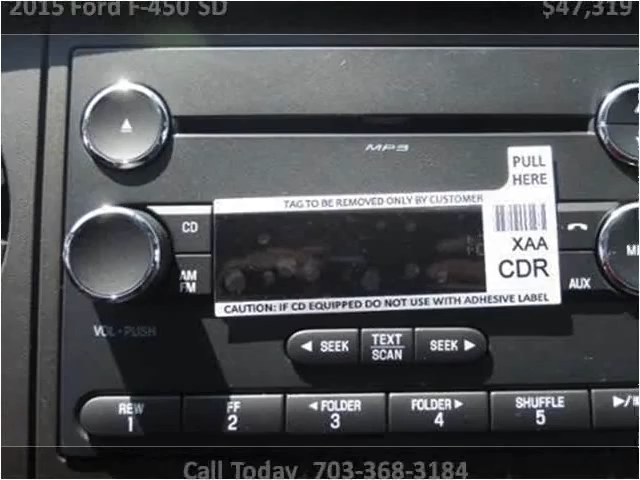 2015 Ford F-450 SD $47,319
MP3
PULL
HERE
TAG TO BE REMOVED ONLY BY CUSTOMER
CD
XAA
CDR
AM
FM
AUX
CAUTION: IF CD EQUIPPED DO NOT USE WITH ADHESIVE LABEL
VOL-PUSH
◄ SEEK
TEXT
SCAN
SEEK ►
REW
1
FF
2
◄ FOLDER
3
FOLDER ►
4
SHUFFLE
5
Call Today 703-368-3184